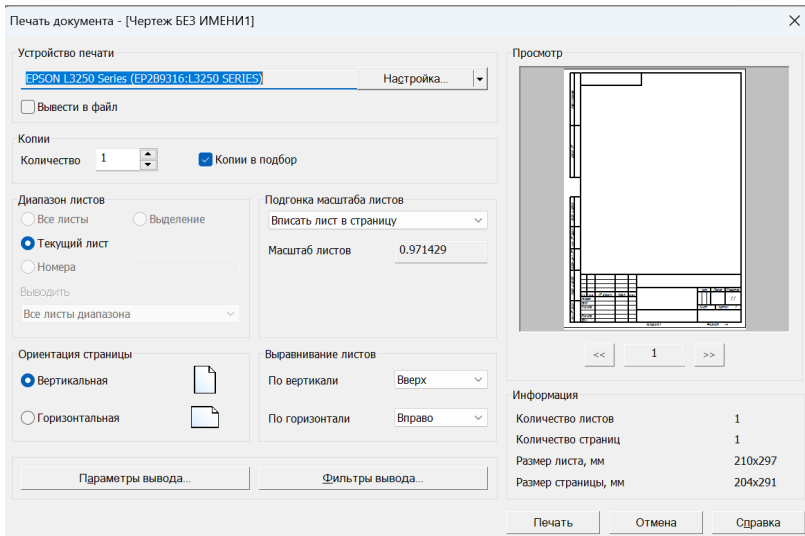 Печать документа - [Чертеж БЕЗ ИМЕНИ1]
Устройство печати
EPSON L3250 Series (EP2B9316:L3250 SERIES)
Настройка...
Вывести в файл
Копии
Количество 1
Копии в подбор
Диапазон листов
Все листы Выделение
Текущий лист
Номера
Выводить
Все листы диапазона
Подгонка масштаба листов
Вписать лист в страницу
Масштаб листов 0.971429
Ориентация страницы
Вертикальная
Горизонтальная
Выравнивание листов
По вертикали Вверх
По горизонтали Вправо
Параметры вывода...
Фильтры вывода...
Просмотр
<< 1 >>
Информация
Количество листов 1
Количество страниц 1
Размер листа, мм 210x297
Размер страницы, мм 204x291
Печать Отмена Справка